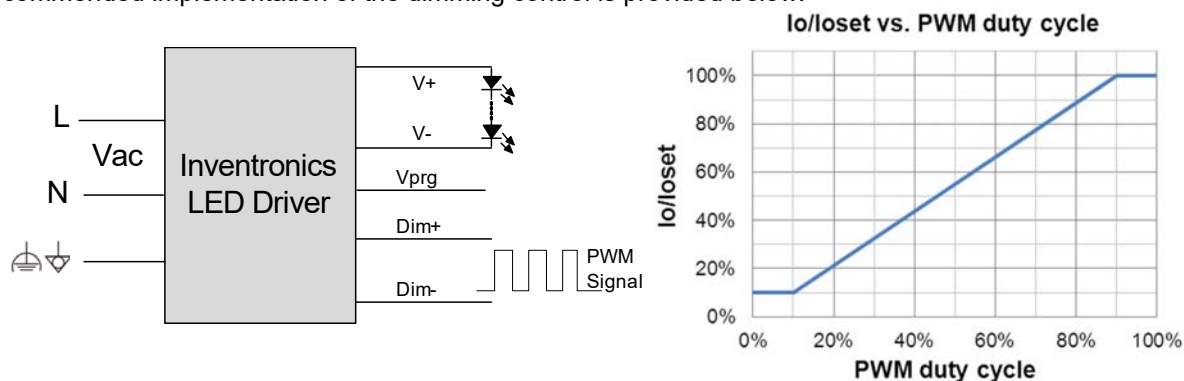 commended implementation of the dimming control is provided below.
L
Vac
N
Inventronics
LED Driver
V+
V-
Vprg
Dim+
Dim-
PWM
Signal
Io/Ioset vs. PWM duty cycle
Io/Ioset
100%
80%
60%
40%
20%
0%
0% 20% 40% 60% 80% 100%
PWM duty cycle